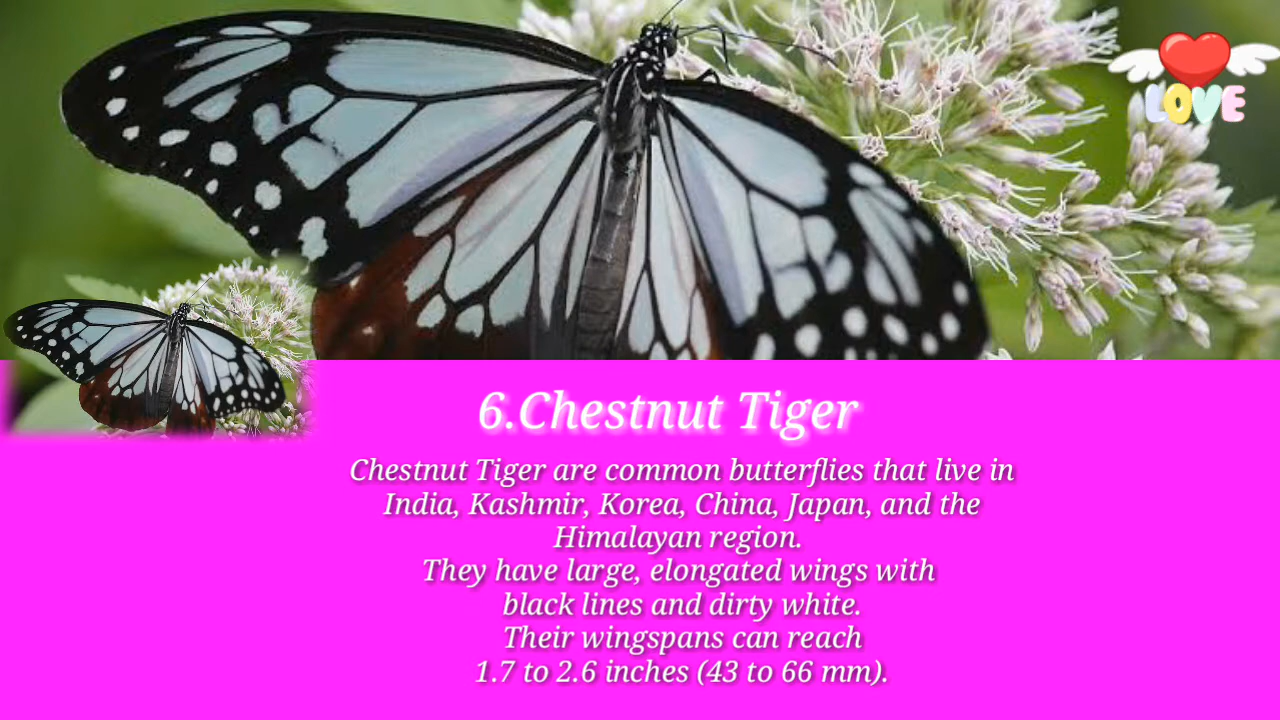 LOVE
6.Chestnut Tiger
Chestnut Tiger are common butterflies that live in
India, Kashmir, Korea, China, Japan, and the
Himalayan region.
They have large, elongated wings with
black lines and dirty white.
Their wingspans can reach
1.7 to 2.6 inches (43 to 66 mm).